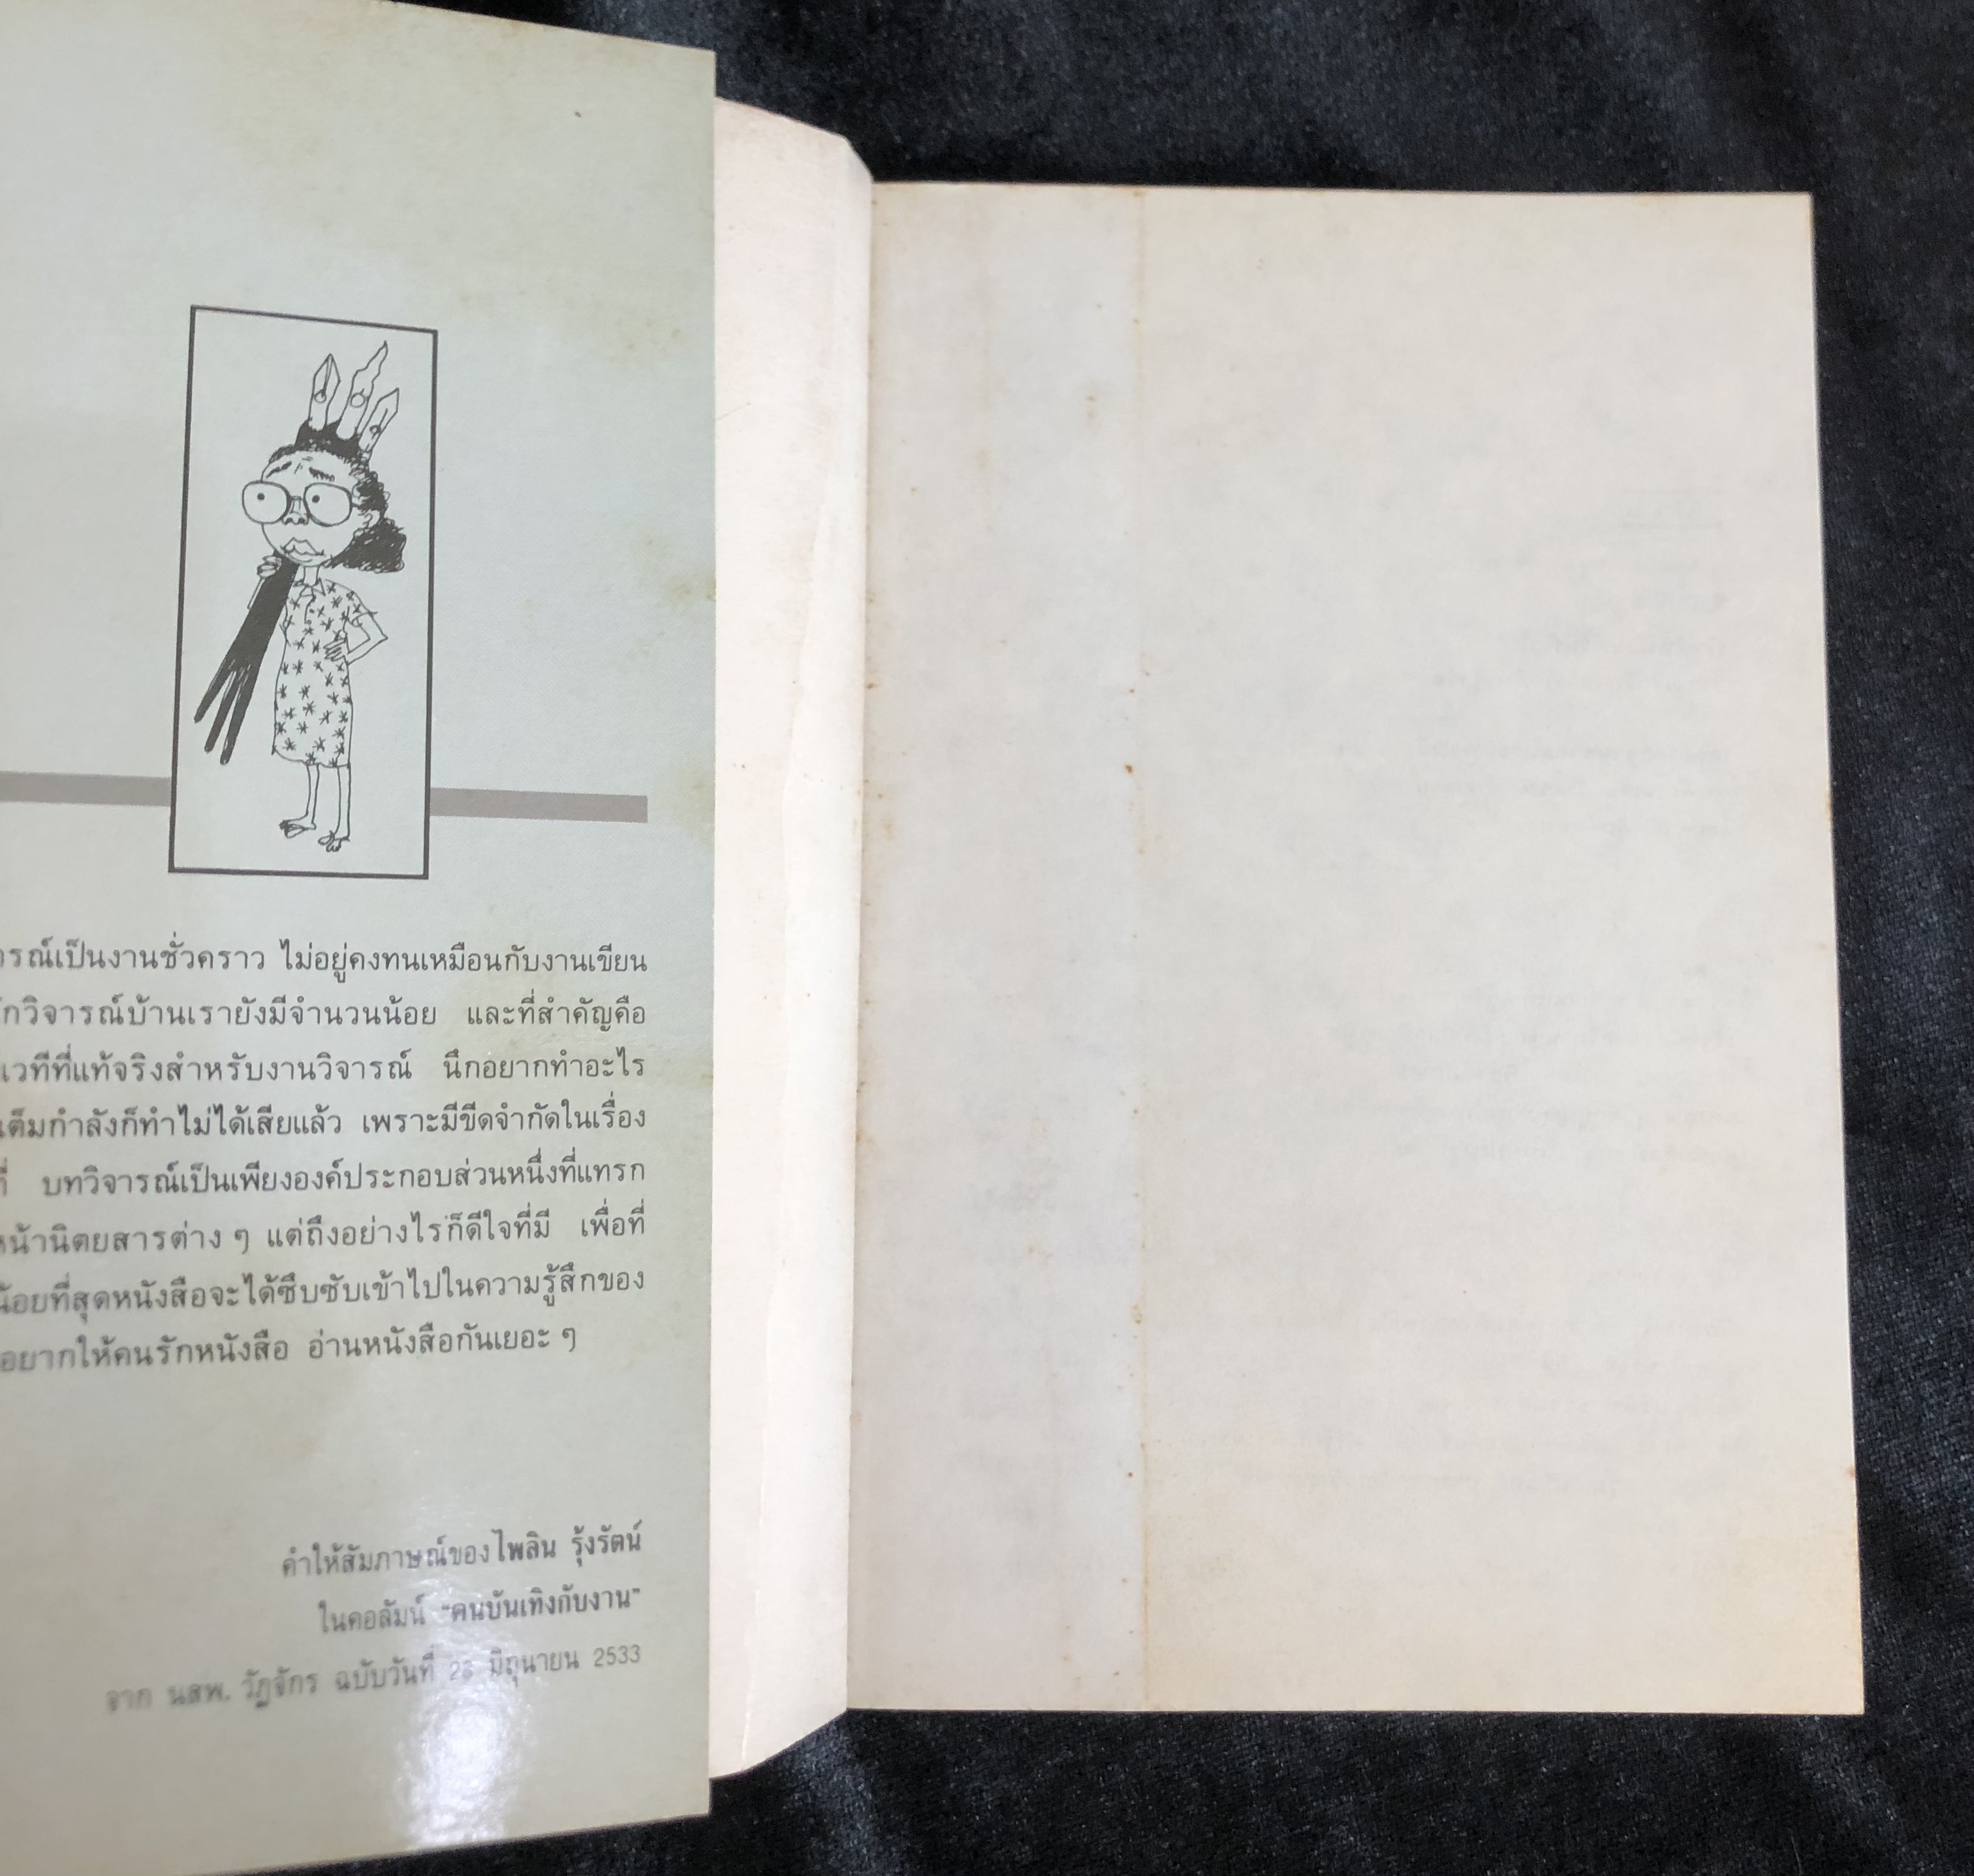 รณ์เป็นงานชั่วคราว ไม่อยู่คงทนเหมือนกับงานเขียน
กวิจารณ์บ้านเรายังมีจำนวนน้อย และที่สำคัญคือ
เวทีที่แท้จริงสำหรับงานวิจารณ์ นึกอยากทำอะไร
เต็มกำลังก็ทำไม่ได้เสียแล้ว เพราะมีขีดจำกัดในเรื่อง
ที่ บทวิจารณ์เป็นเพียงองค์ประกอบส่วนหนึ่งที่แทรก
หน้านิตยสารต่าง ๆ แต่ถึงอย่างไรก็ดีใจที่มี เพื่อที่
น้อยที่สุดหนังสือจะได้ซึบซับเข้าไปในความรู้สึกของ
อยากให้คนรักหนังสือ อ่านหนังสือกันเยอะ ๆ
คำให้สัมภาษณ์ของไพลิน รุ้งรัตน์
ในคอลัมน์ "คนบันเทิงกับงาน"
จาก นสพ. วัฏจักร ฉบับวันที่ มิถุนายน 2533